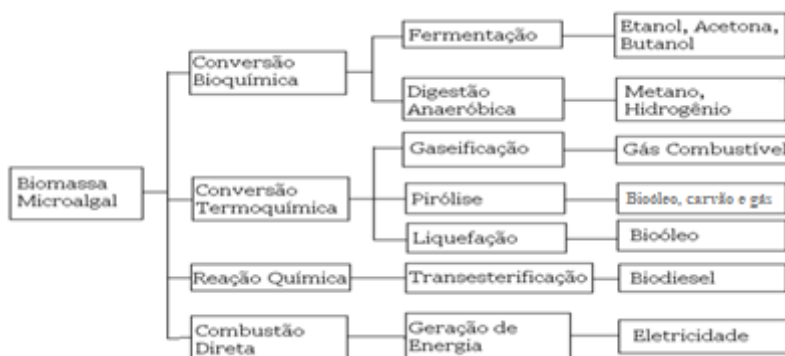 Biomassa
Microalgal
Conversão
Bioquímica
Fermentação
Etanol, Acetona,
Butanol
Digestão
Anaeróbica
Metano,
Hidrogênio
Conversão
Termoquímica
Gaseificação
Gás Combustível
Pirólise
Bioóleo, carvão e gás
Liquefação
Bioóleo
Reação Química
Transesterificação
Biodiesel
Combustão
Direta
Geração de
Energia
Eletricidade